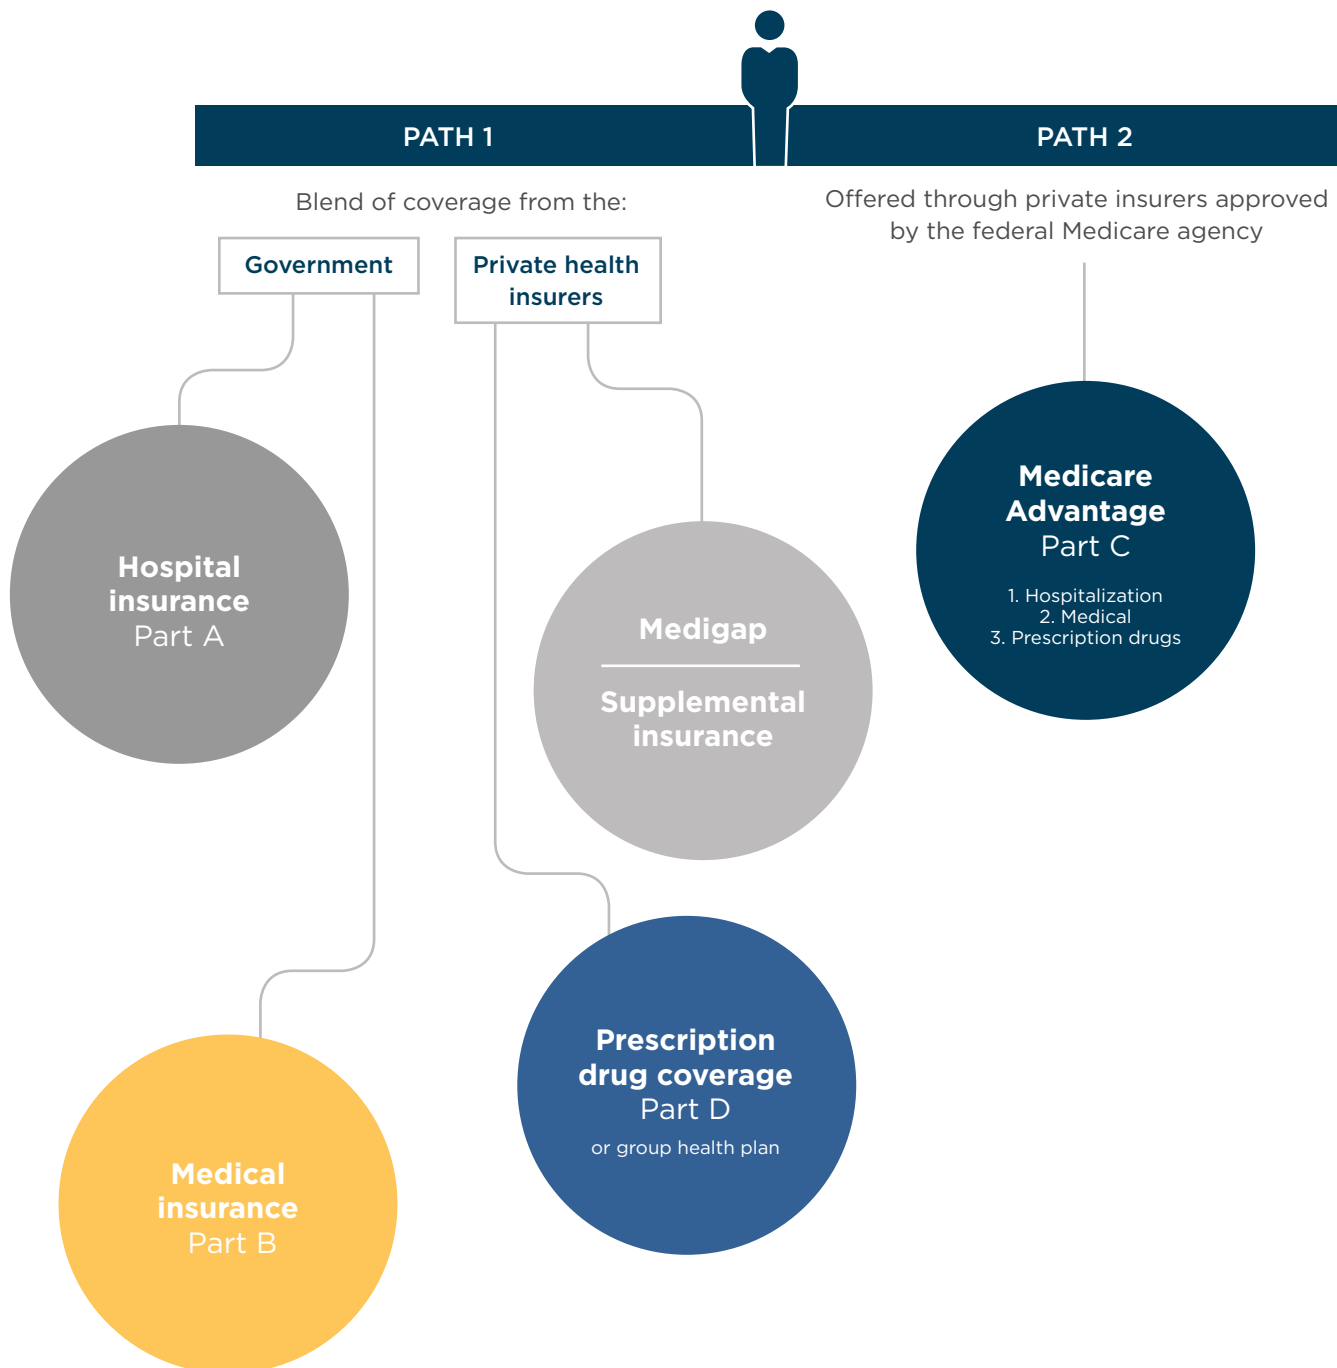 PATH 1
Blend of coverage from the:
Government
Private health
insurers
Hospital
insurance
Part A
Medigap
Supplemental
insurance
Prescription
drug coverage
Part D
or group health plan
Medical
insurance
Part B
PATH 2
Offered through private insurers approved
by the federal Medicare agency
Medicare
Advantage
Part C
1. Hospitalization
2. Medical
3. Prescription drugs